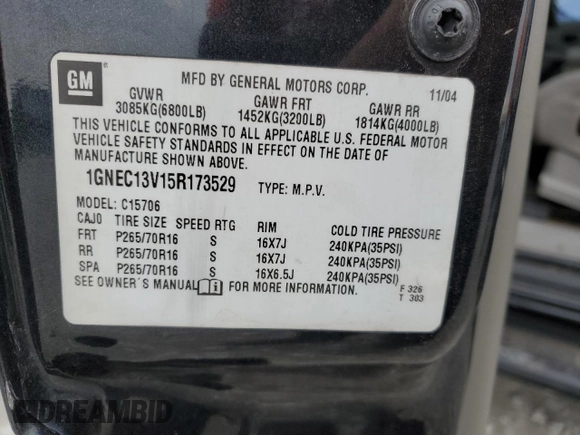 GM ®
MFD BY GENERAL MOTORS CORP. 11/04
GVWR GAWR FRT GAWR RR
3085KG(6800LB) 1452KG(3200LB) 1814KG(4000LB)
THIS VEHICLE CONFORMS TO ALL APPLICABLE U.S. FEDERAL MOTOR
VEHICLE SAFETY STANDARDS IN EFFECT ON THE DATE OF
MANUFACTURE SHOWN ABOVE.
1GNEC13V15R173529 TYPE: M.P.V.
MODEL: C15706
CAJ0 TIRE SIZE SPEED RTG RIM COLD TIRE PRESSURE
FRT P265/70R16 S 16X7J 240KPA(35PSI)
RR P265/70R16 S 16X7J 240KPA(35PSI)
SPA P265/70R16 S 16X6.5J 240KPA(35PSI)
SEE OWNER'S MANUAL i FOR MORE INFORMATION. F 326
T 303
DREAMBID